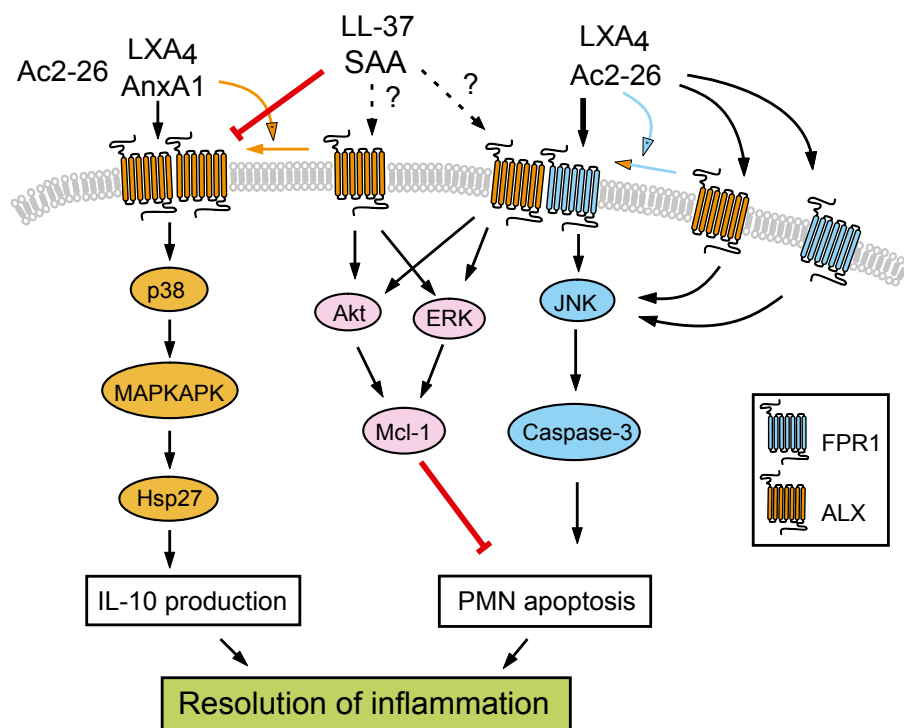 LL-37
SAA
LXA4
Ac2-26
AnxA1
LXA4
Ac2-26
?
?
p38
Akt
ERK
JNK
MAPKAPK
Mcl-1
Caspase-3
FPR1
Hsp27
ALX
IL-10 production
PMN apoptosis
Resolution of inflammation